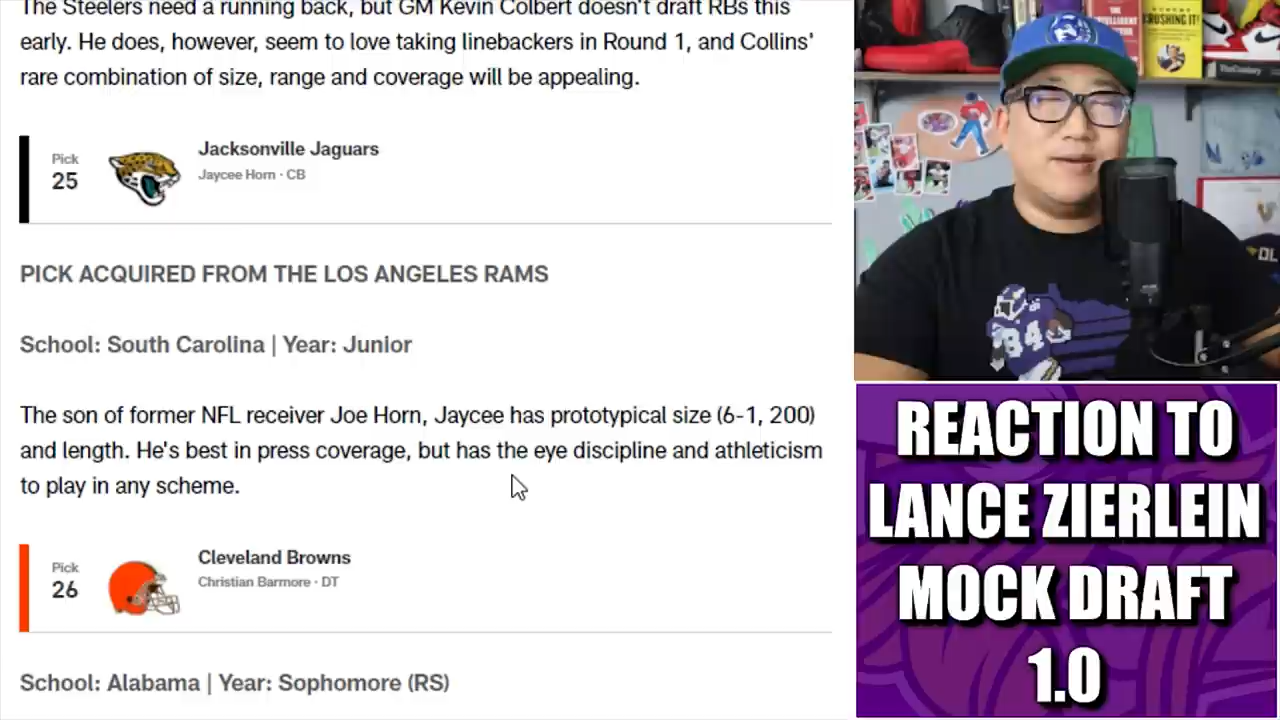 The Steelers need a running back, but GM Kevin Colbert doesn't draft RBs this
early. He does, however, seem to love taking linebackers in Round 1, and Collins'
rare combination of size, range and coverage will be appealing.
Pick
25
Jacksonville Jaguars
Jaycee Horn · CB
PICK ACQUIRED FROM THE LOS ANGELES RAMS
School: South Carolina | Year: Junior
The son of former NFL receiver Joe Horn, Jaycee has prototypical size (6-1, 200)
and length. He's best in press coverage, but has the eye discipline and athleticism
to play in any scheme.
Pick
26
Cleveland Browns
Christian Barmore · DT
School: Alabama | Year: Sophomore (RS)
INTELLIGENT
CRUSHING IT!
84
REACTION TO
LANCE ZIERLEIN
MOCK DRAFT
1.0